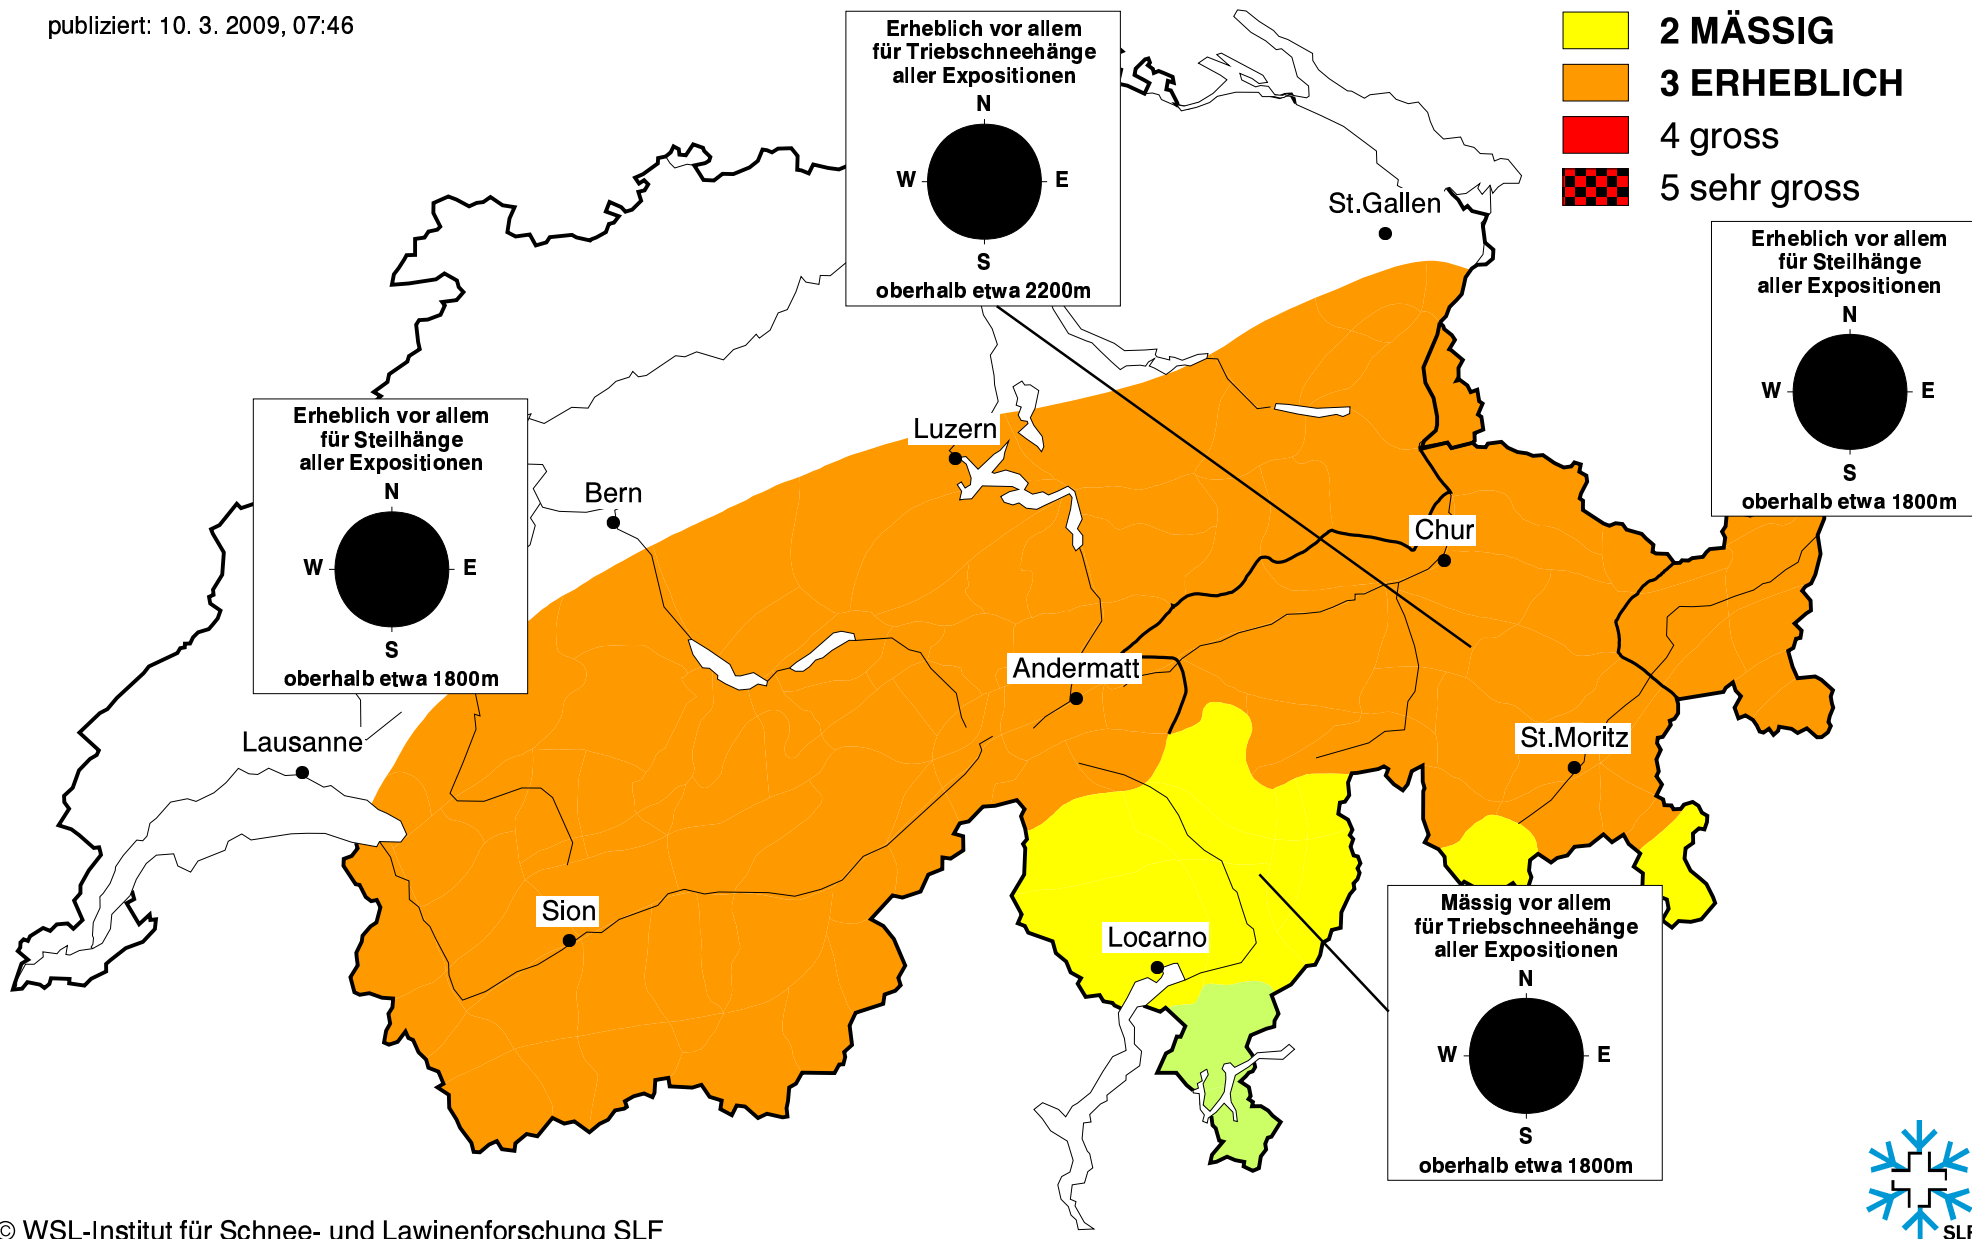 publiziert: 10. 3. 2009, 07:46
Erheblich vor allem
für Triebschneehänge
aller Expositionen
N
W
E
S
oberhalb etwa 2200m
2 MÄSSIG
3 ERHEBLICH
4 gross
5 sehr gross
St.Gallen
Erheblich vor allem
für Steilhänge
aller Expositionen
N
W
E
S
oberhalb etwa 1800m
Erheblich vor allem
für Steilhänge
aller Expositionen
N
W
E
S
oberhalb etwa 1800m
Luzern
Bern
Chur
Andermatt
Lausanne
St.Moritz
Sion
Locarno
Mässig vor allem
für Triebschneehänge
aller Expositionen
N
W
E
S
oberhalb etwa 1800m
© WSL-Institut für Schnee- und Lawinenforschung SLF
SLF